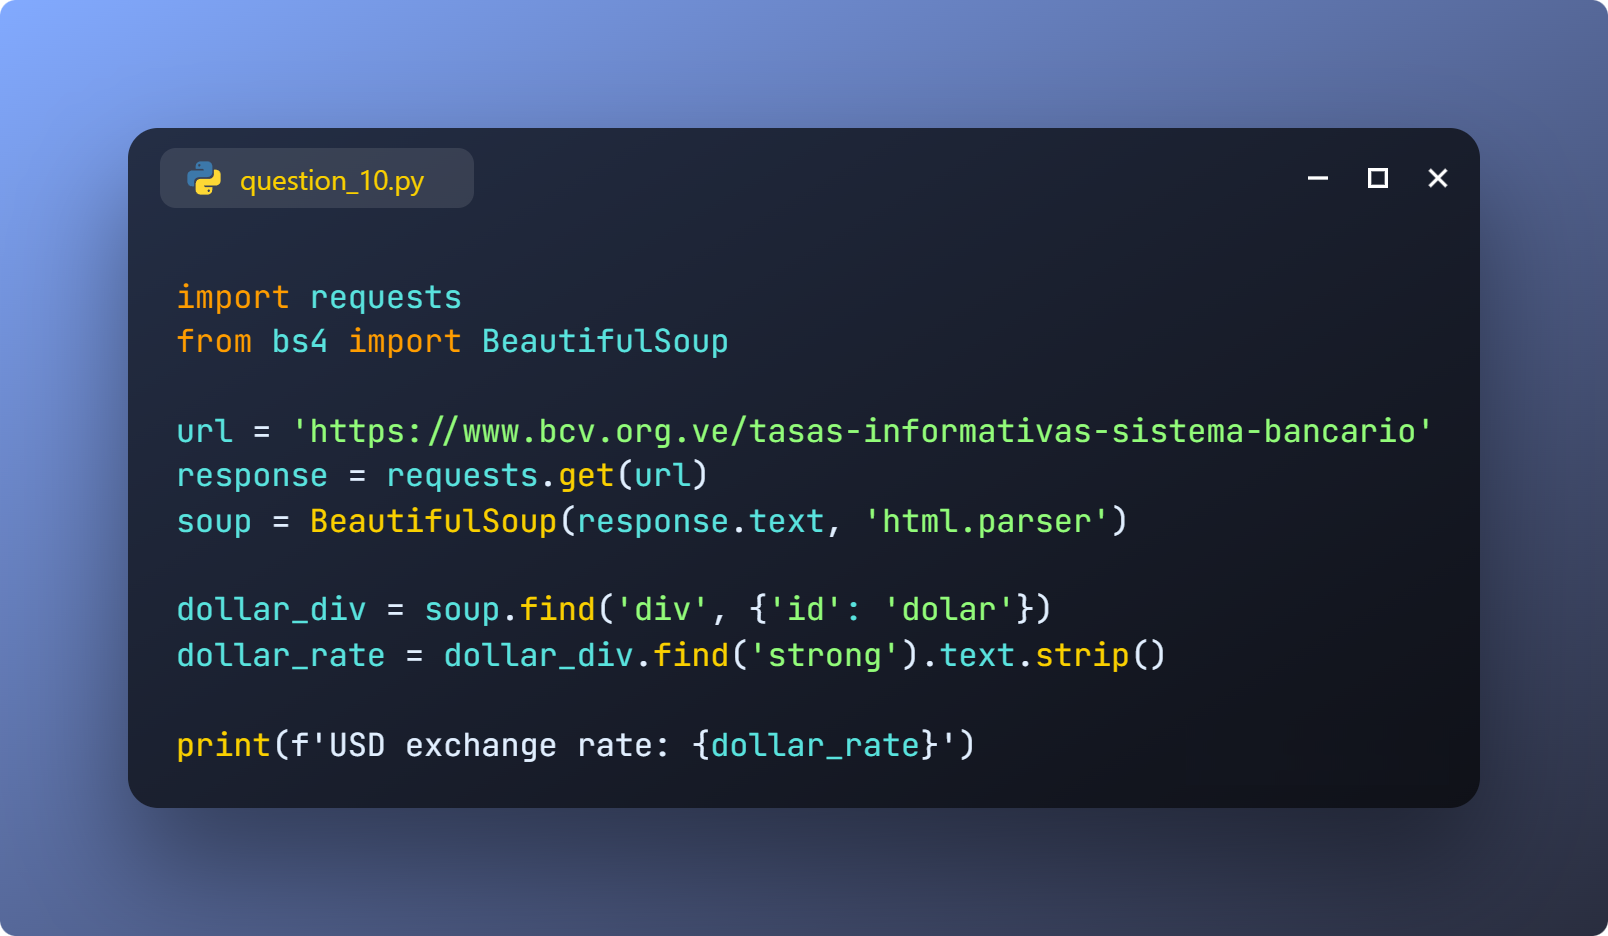 question_10.py
import requests
from bs4 import BeautifulSoup
url = 'https://www.bcv.org.ve/tasas-informativas-sistema-bancario'
response = requests.get(url)
soup = BeautifulSoup(response.text, 'html.parser')
dollar_div = soup.find('div', {'id': 'dolar'})
dollar_rate = dollar_div.find('strong').text.strip()
print(f'USD exchange rate: {dollar_rate}')